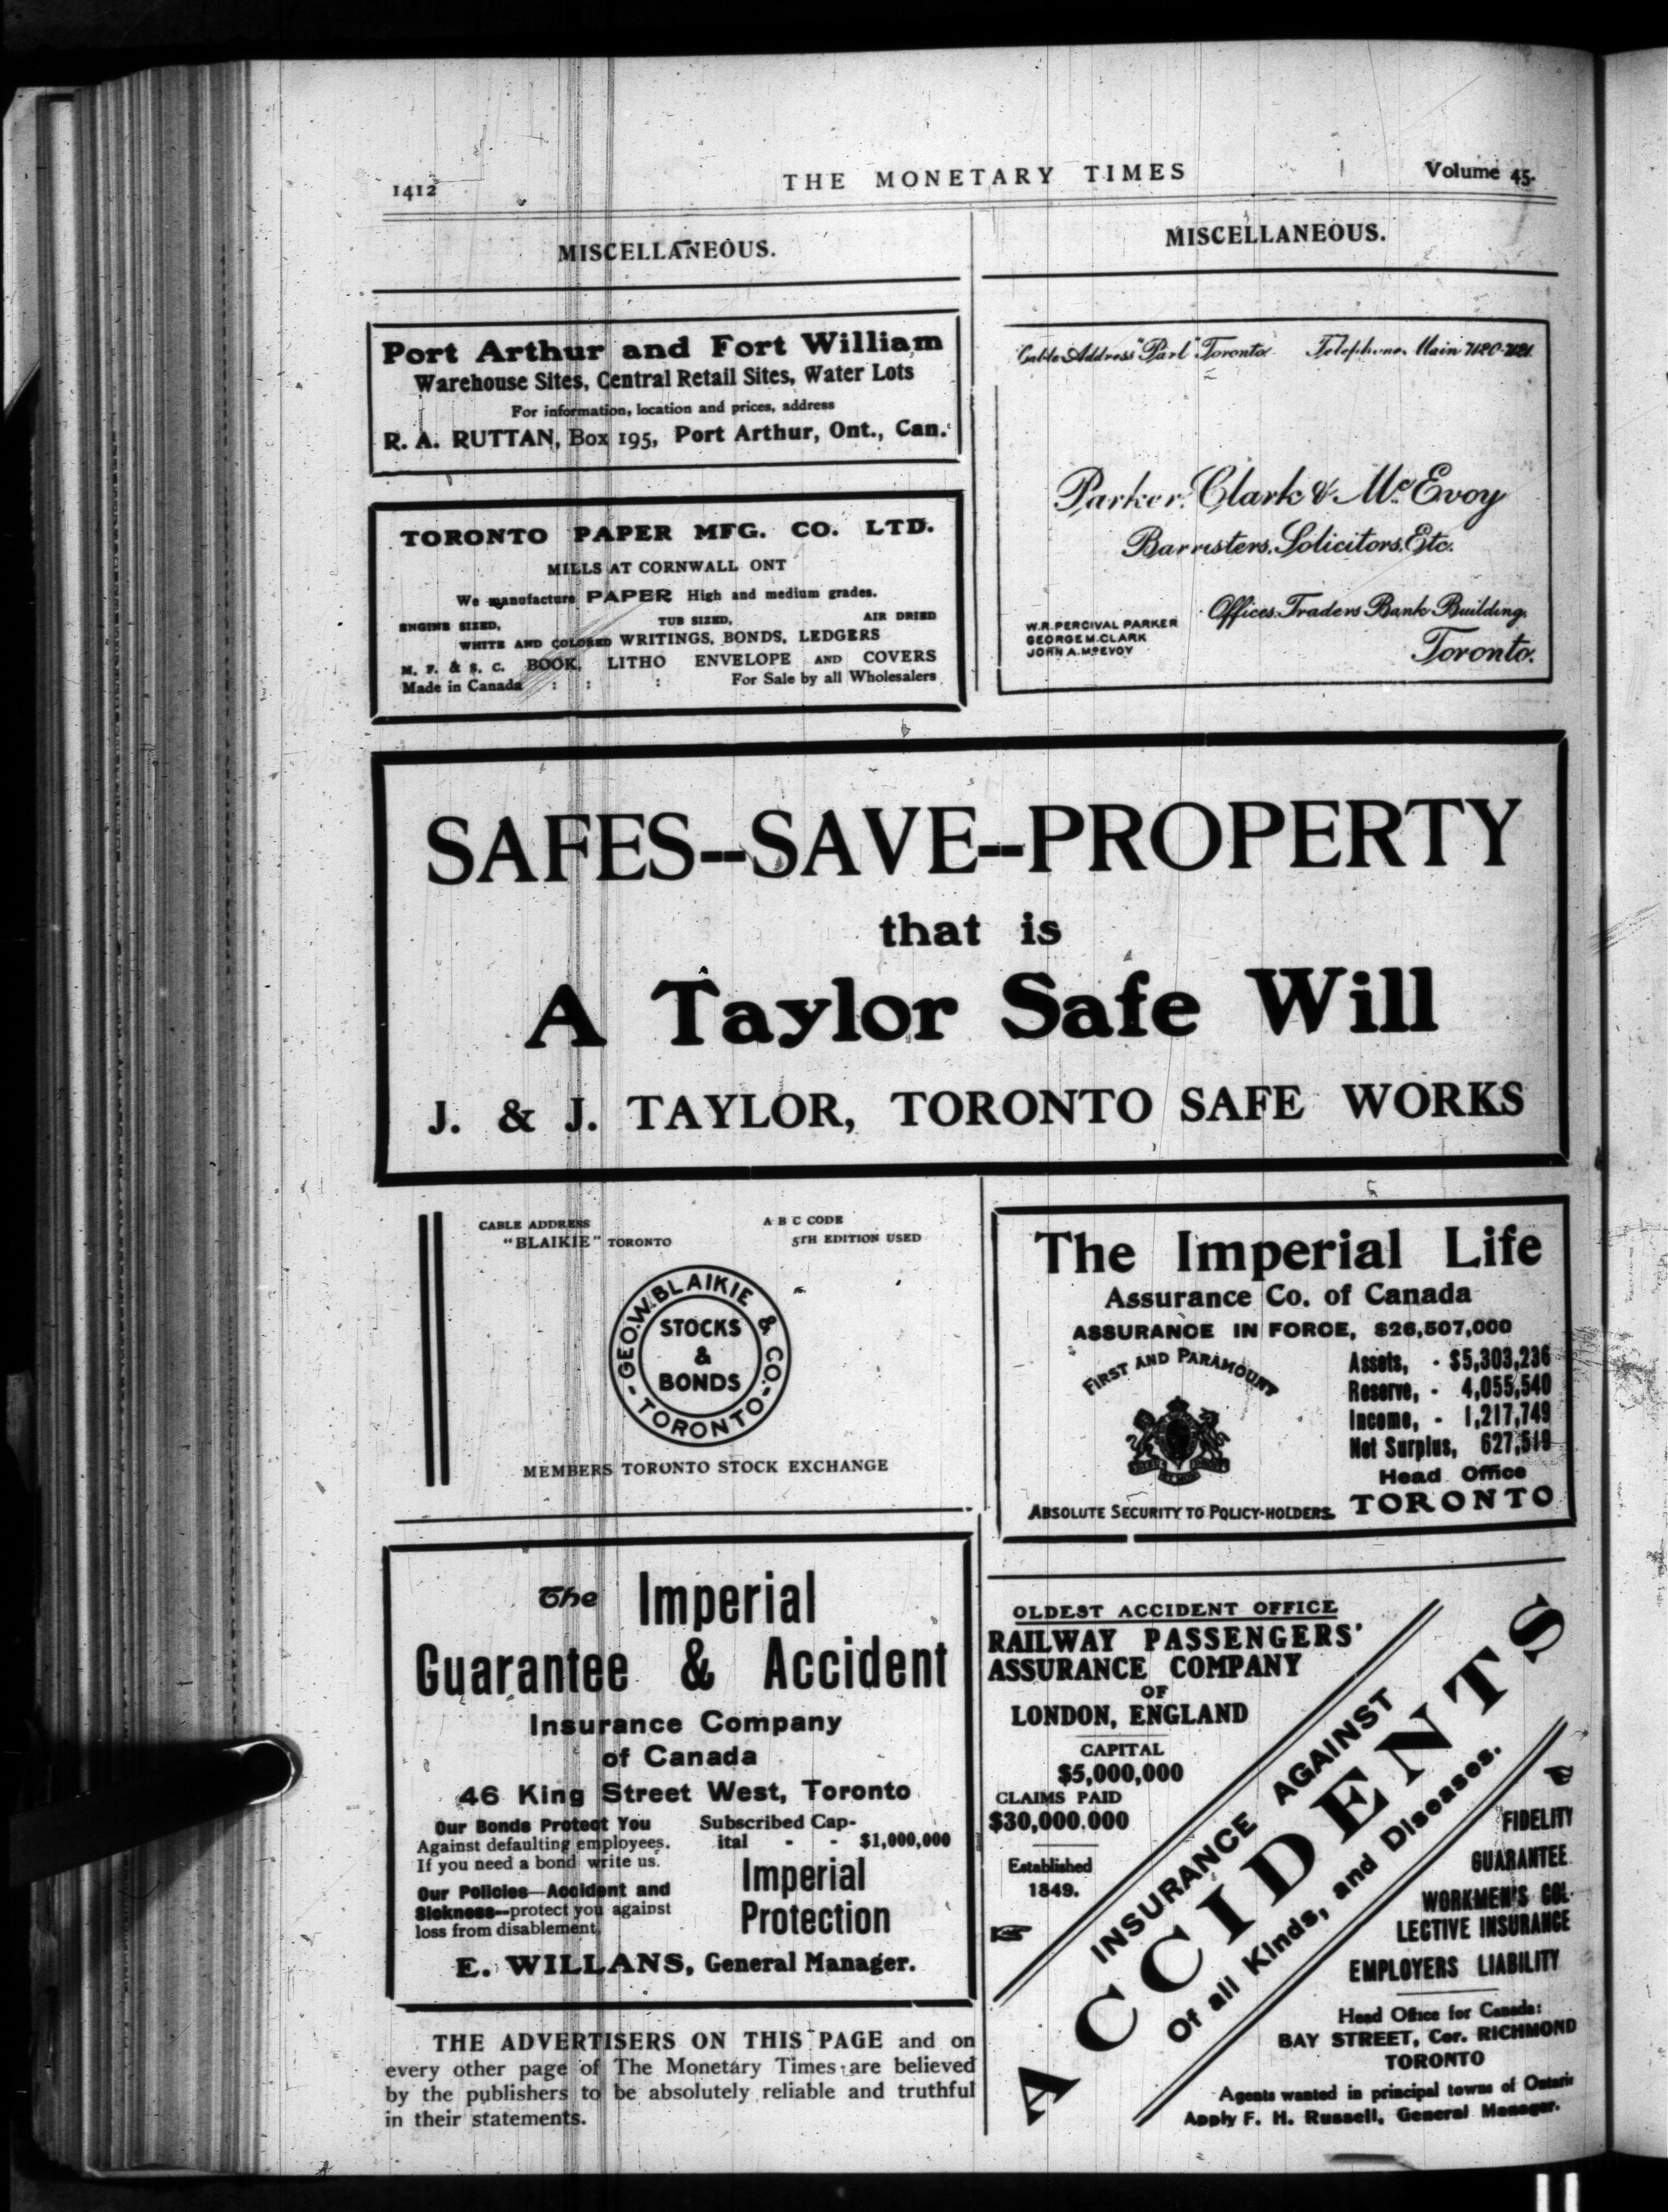 1412
THE MONETARY TIMES
Volume 45.
MISCELLANEOUS.
Port Arthur and Fort William
Warehouse Sites, Central Retail Sites, Water Lots
For information, location and prices, address
R. A. RUTTAN, Box 195, Port Arthur, Ont., Can.
TORONTO PAPER MFG. CO. LTD.
MILLS AT CORNWALL ONT
We manufacture PAPER High and medium grades.
ENGINE SIZED, TUB SIZED, AIR DRIED
WHITE AND COLORED WRITINGS, BONDS, LEDGERS
M. F. & S. C. BOOK, LITHO ENVELOPE AND COVERS
Made in Canada : : : For Sale by all Wholesalers
MISCELLANEOUS.
Cable Address "Parl" Toronto Telephone, Main 7120-7121
Parker, Clark & McEvoy
Barristers, Solicitors, Etc.
Offices, Traders Bank Building,
W. R. PERCIVAL PARKER
GEORGE M. CLARK
JOHN A. McEVOY
Toronto.
SAFES--SAVE--PROPERTY
that is
A Taylor Safe Will
J. & J. TAYLOR, TORONTO SAFE WORKS
CABLE ADDRESS
"BLAIKIE" TORONTO
A B C CODE
5TH EDITION USED
GEO. W. BLAIKIE & CO.
STOCKS
&
BONDS
-TORONTO-
MEMBERS TORONTO STOCK EXCHANGE
The Imperial Life
Assurance Co. of Canada
ASSURANCE IN FORCE, $26,507,000
FIRST AND PARAMOUNT
Assets, - $5,303,236
Reserve, - 4,055,540
Income, - 1,217,749
Net Surplus, 627,519
Head Office
TORONTO
ABSOLUTE SECURITY TO POLICY-HOLDERS.
The Imperial
Guarantee & Accident
Insurance Company
of Canada
46 King Street West, Toronto
Our Bonds Protect You
Against defaulting employees.
If you need a bond write us.
Our Policies—Accident and
Sickness—protect you against
loss from disablement.
Subscribed Cap-
ital - - $1,000,000
Imperial
Protection
E. WILLANS, General Manager.
THE ADVERTISERS ON THIS PAGE and on
every other page of The Monetary Times are believed
by the publishers to be absolutely reliable and truthful
in their statements.
OLDEST ACCIDENT OFFICE
RAILWAY PASSENGERS'
ASSURANCE COMPANY
OF
LONDON, ENGLAND
CAPITAL
$5,000,000
CLAIMS PAID
$30,000,000
Established
1849.
INSURANCE AGAINST
ACCIDENTS
Of all Kinds, and Diseases.
FIDELITY
GUARANTEE
WORKMEN'S COL-
LECTIVE INSURANCE
EMPLOYERS LIABILITY
Head Office for Canada:
BAY STREET, Cor. RICHMOND
TORONTO
Agents wanted in principal towns of Ontario
Apply F. H. Russell, General Manager.